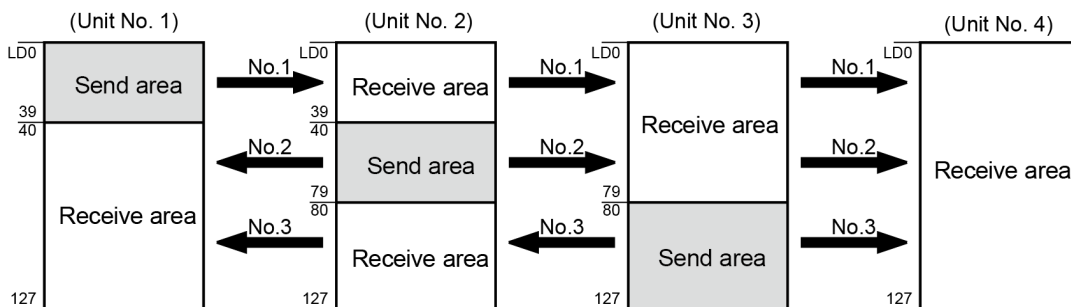 (Unit No. 1) (Unit No. 2) (Unit No. 3) (Unit No. 4)
LD0 LD0 LD0 LD0
Send area No.1 Receive area No.1 No.1
39 39
40 40
Receive area
No.2 Send area No.2 No.2
Receive area
79 79
80 80
Receive area
No.3 Receive area No.3 Send area No.3
127 127 127 127